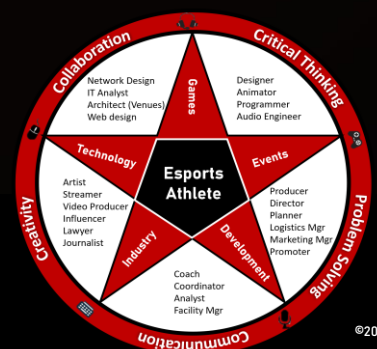 Collaboration
Critical Thinking
Problem Solving
Communication
Creativity
Games
Events
Development
Industry
Technology
Esports
Athlete
Network Design
IT Analyst
Architect (Venues)
Web design
Designer
Animator
Programmer
Audio Engineer
Producer
Director
Planner
Logistics Mgr
Marketing Mgr
Promoter
Coach
Coordinator
Analyst
Facility Mgr
Artist
Streamer
Video Producer
Influencer
Lawyer
Journalist
©20